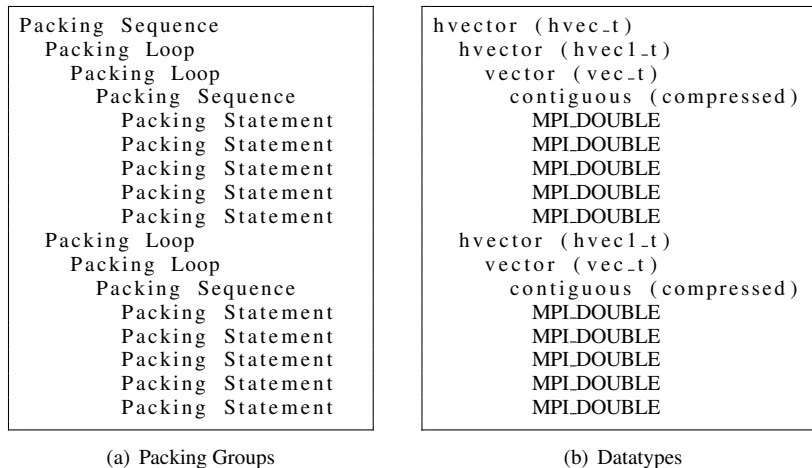 Packing Sequence
Packing Loop
Packing Loop
Packing Sequence
Packing Statement
Packing Statement
Packing Statement
Packing Statement
Packing Statement
Packing Loop
Packing Loop
Packing Sequence
Packing Statement
Packing Statement
Packing Statement
Packing Statement
Packing Statement
(a) Packing Groups
hvector (hvec_t)
hvector (hvec1_t)
vector (vec_t)
contiguous (compressed)
MPI_DOUBLE
MPI_DOUBLE
MPI_DOUBLE
MPI_DOUBLE
MPI_DOUBLE
hvector (hvec1_t)
vector (vec_t)
contiguous (compressed)
MPI_DOUBLE
MPI_DOUBLE
MPI_DOUBLE
MPI_DOUBLE
MPI_DOUBLE
(b) Datatypes